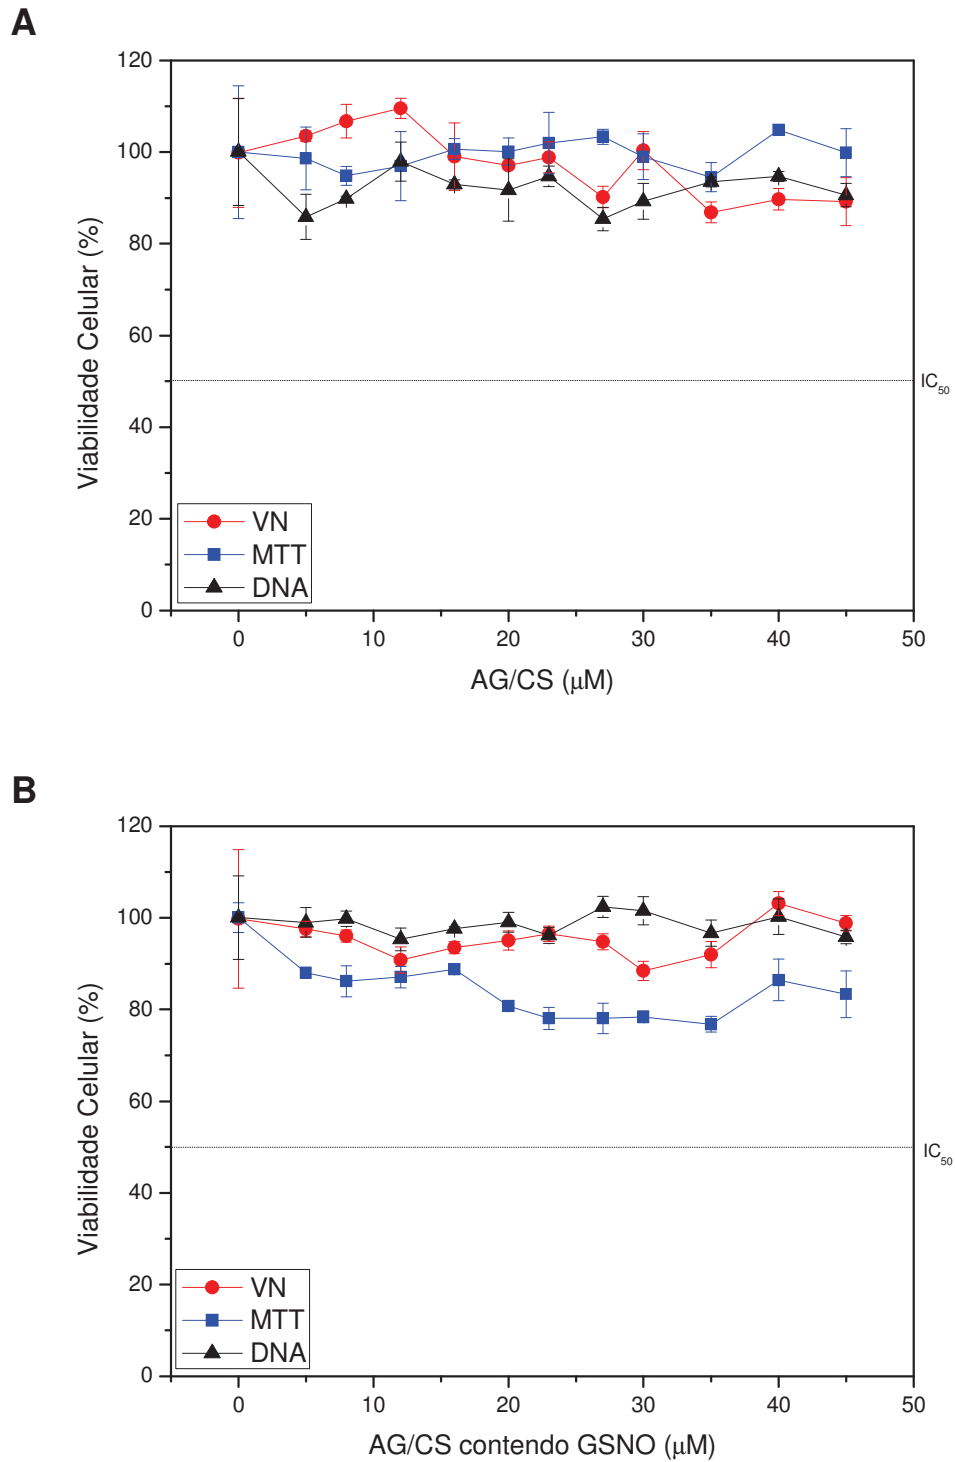 A
120
100
80
60
40
20
0
Viabilidade Celular (%)
IC50
VN
MTT
DNA
0 10 20 30 40 50
AG/CS (μM)
B
120
100
80
60
40
20
0
Viabilidade Celular (%)
IC50
VN
MTT
DNA
0 10 20 30 40 50
AG/CS contendo GSNO (μM)